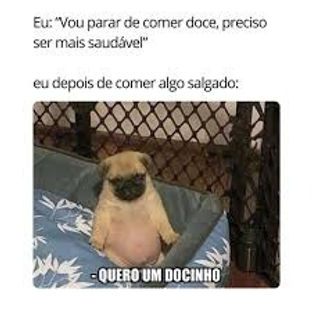 Eu: "Vou parar de comer doce, preciso
ser mais saudável"
eu depois de comer algo salgado:
- QUERO UM DOCINHO